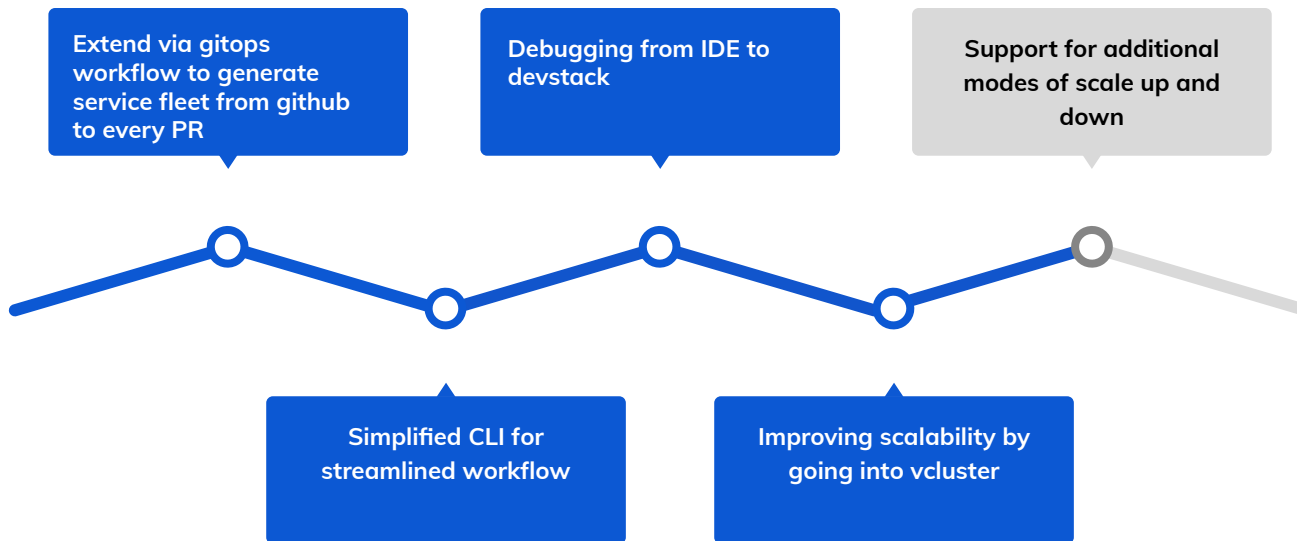 Extend via gitops
workflow to generate
service fleet from github
to every PR
Debugging from IDE to
devstack
Support for additional
modes of scale up and
down
Simplified CLI for
streamlined workflow
Improving scalability by
going into vcluster